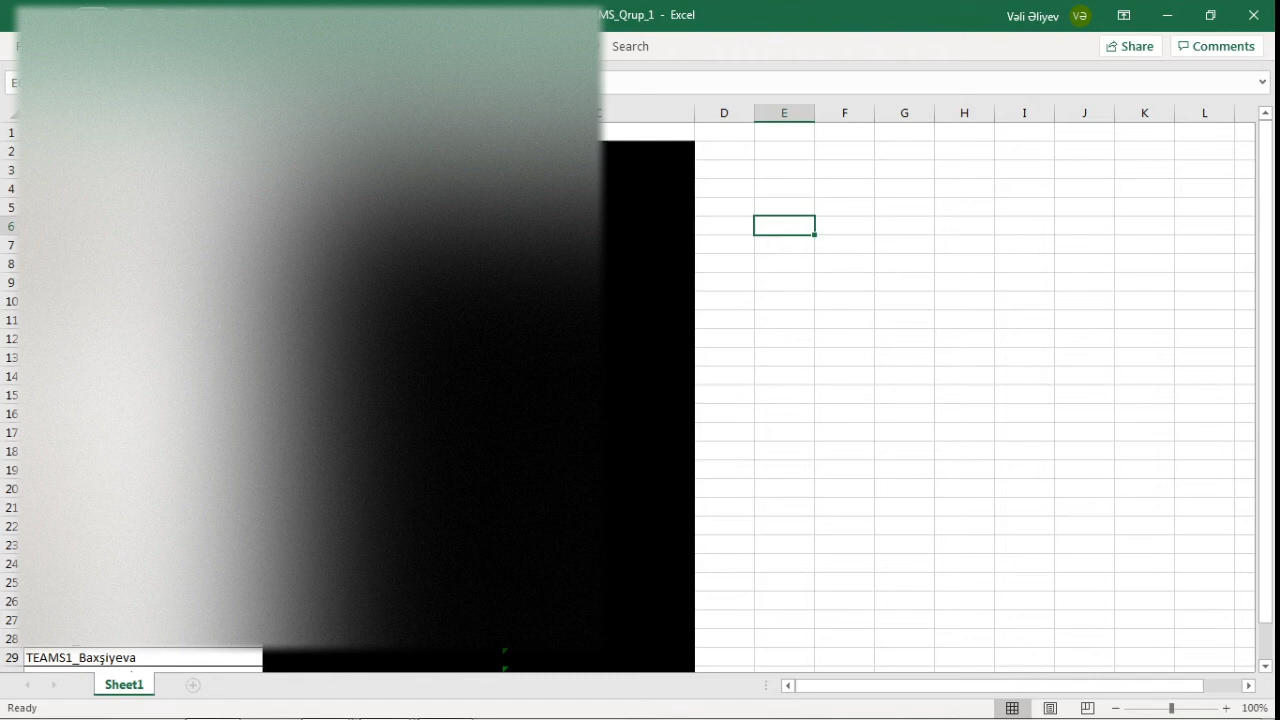 MS_Qrup_1 - Excel
Vəli Əliyev
VƏ
Search
Share
Comments
D E F G H I J K L
1
2
3
4
5
6
7
8
9
10
11
12
13
14
15
16
17
18
19
20
21
22
23
24
25
26
27
28
29 TEAMS1_Baxşiyeva
Sheet1
Ready
100%